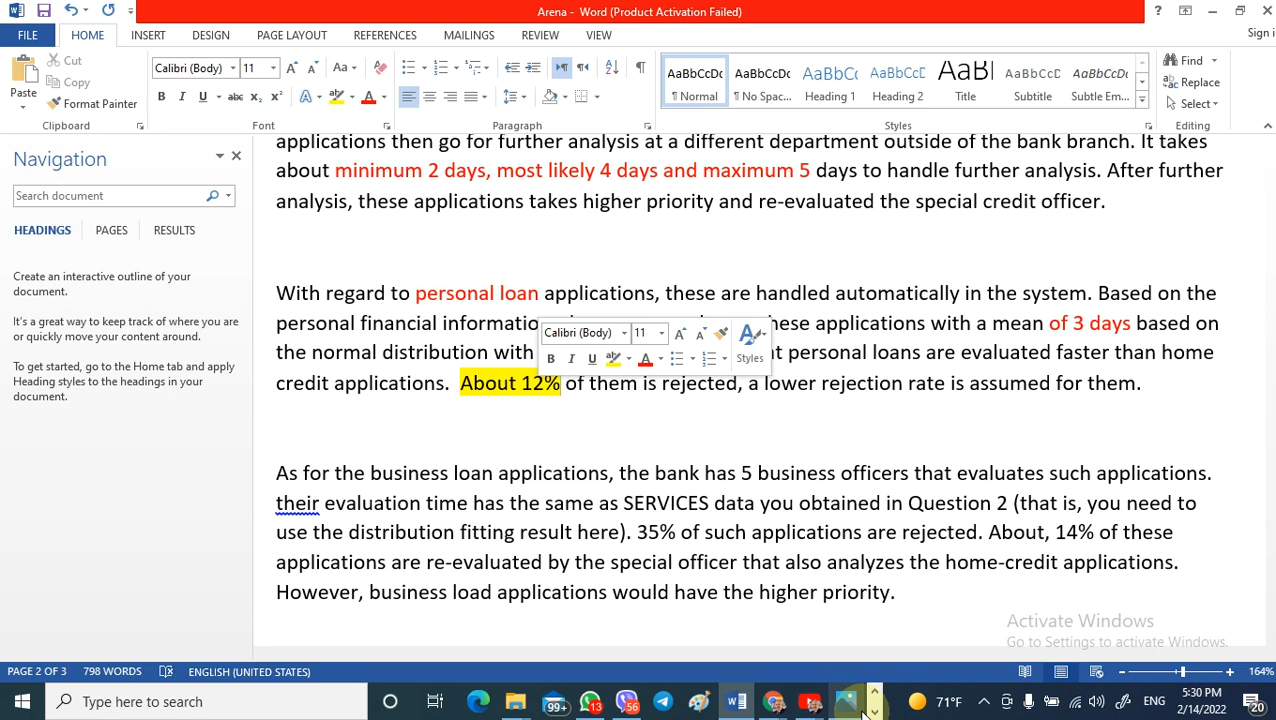 Arena - Word (Product Activation Failed)
FILE HOME INSERT DESIGN PAGE LAYOUT REFERENCES MAILINGS REVIEW VIEW Sign i
Paste Cut Copy Format Painter Calibri (Body) 11 AaBbCcDc ¶ Normal AaBbCcDc ¶ No Spac... AaBbCc Heading 1 AaBbCcD Heading 2 AaBl Title AaBbCcD Subtitle AaBbCcDc Subtle Em... Find Replace Select
Clipboard Font Paragraph Styles Editing
Navigation
Search document
HEADINGS PAGES RESULTS
Create an interactive outline of your
document.
It's a great way to keep track of where you are
or quickly move your content around.
To get started, go to the Home tab and apply
Heading styles to the headings in your
document.
applications then go for further analysis at a different department outside of the bank branch. It takes
about minimum 2 days, most likely 4 days and maximum 5 days to handle further analysis. After further
analysis, these applications takes higher priority and re-evaluated the special credit officer.
With regard to personal loan applications, these are handled automatically in the system. Based on the
personal financial information these applications with a mean of 3 days based on
the normal distribution with personal loans are evaluated faster than home
credit applications. About 12% of them is rejected, a lower rejection rate is assumed for them.
Calibri (Body) 11
B I U A Styles
As for the business loan applications, the bank has 5 business officers that evaluates such applications.
their evaluation time has the same as SERVICES data you obtained in Question 2 (that is, you need to
use the distribution fitting result here). 35% of such applications are rejected. About, 14% of these
applications are re-evaluated by the special officer that also analyzes the home-credit applications.
However, business load applications would have the higher priority.
Activate Windows
Go to Settings to activate Windows.
PAGE 2 OF 3 798 WORDS ENGLISH (UNITED STATES) 164%
Type here to search 99+ 13 56 71°F ENG 5:30 PM 2/14/2022 20